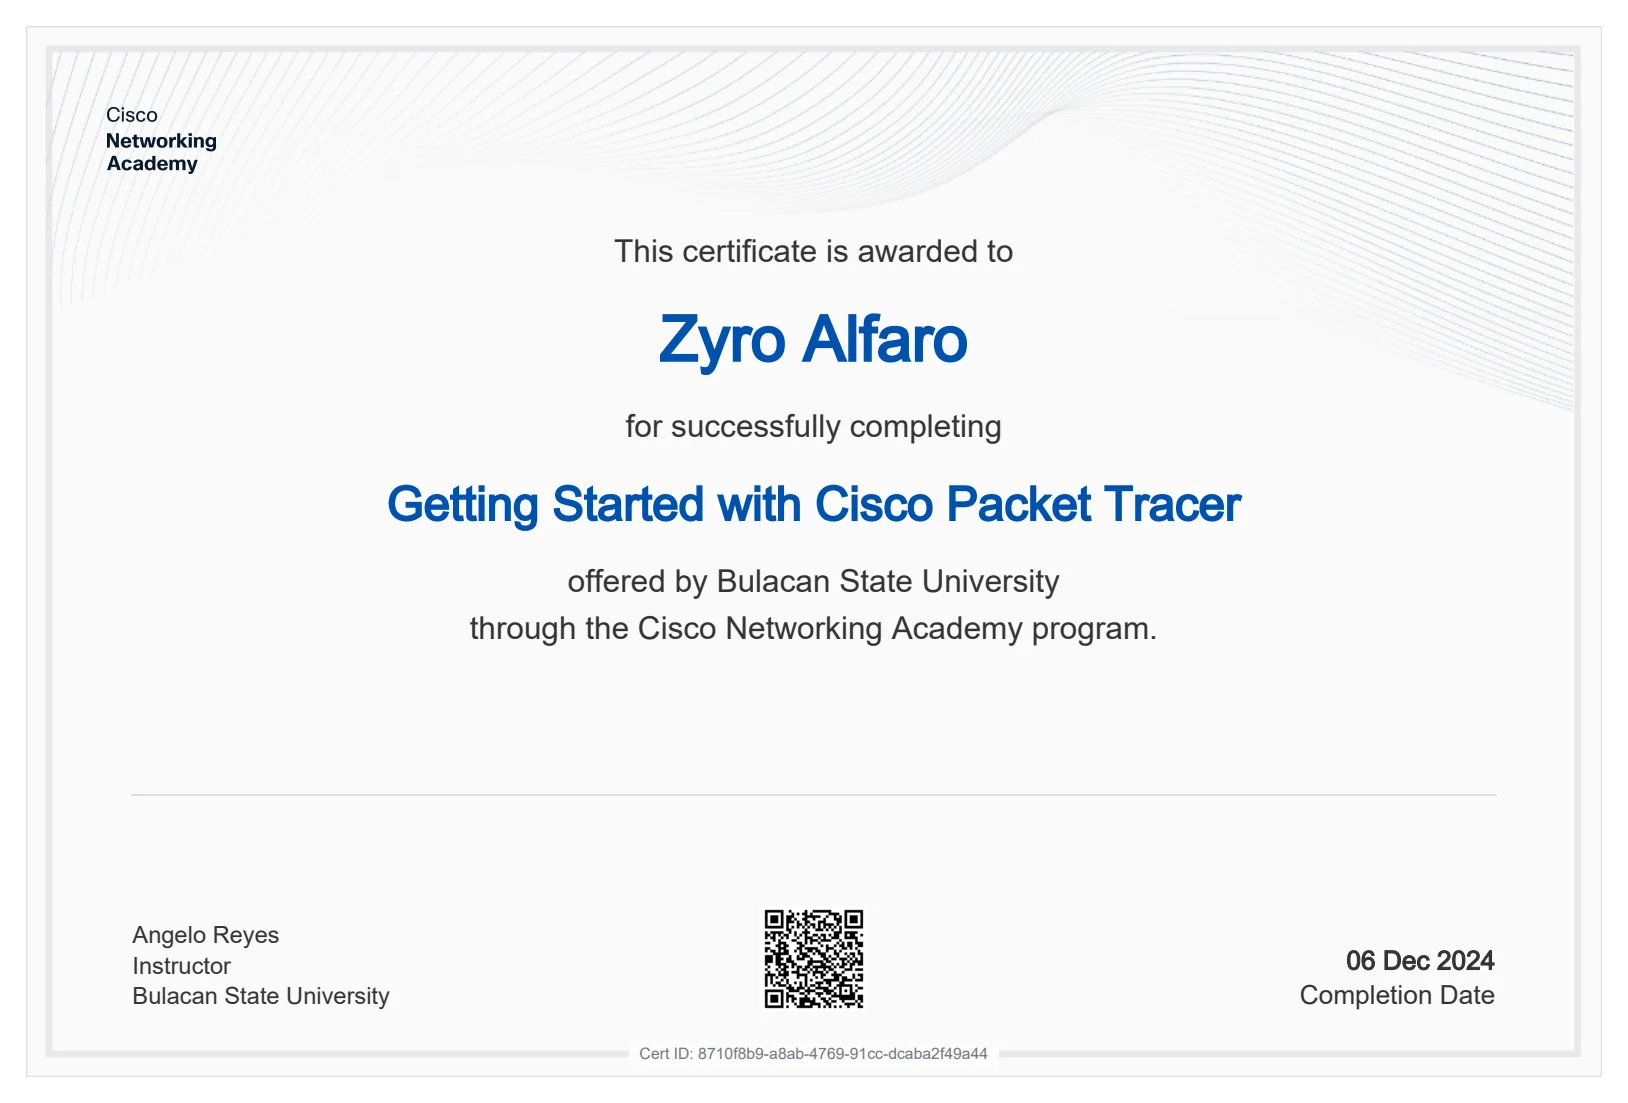 Cisco
Networking
Academy
This certificate is awarded to
Zyro Alfaro
for successfully completing
Getting Started with Cisco Packet Tracer
offered by Bulacan State University
through the Cisco Networking Academy program.
Angelo Reyes
Instructor
Bulacan State University
06 Dec 2024
Completion Date
Cert ID: 8710f8b9-a8ab-4769-91cc-dcaba2f49a44